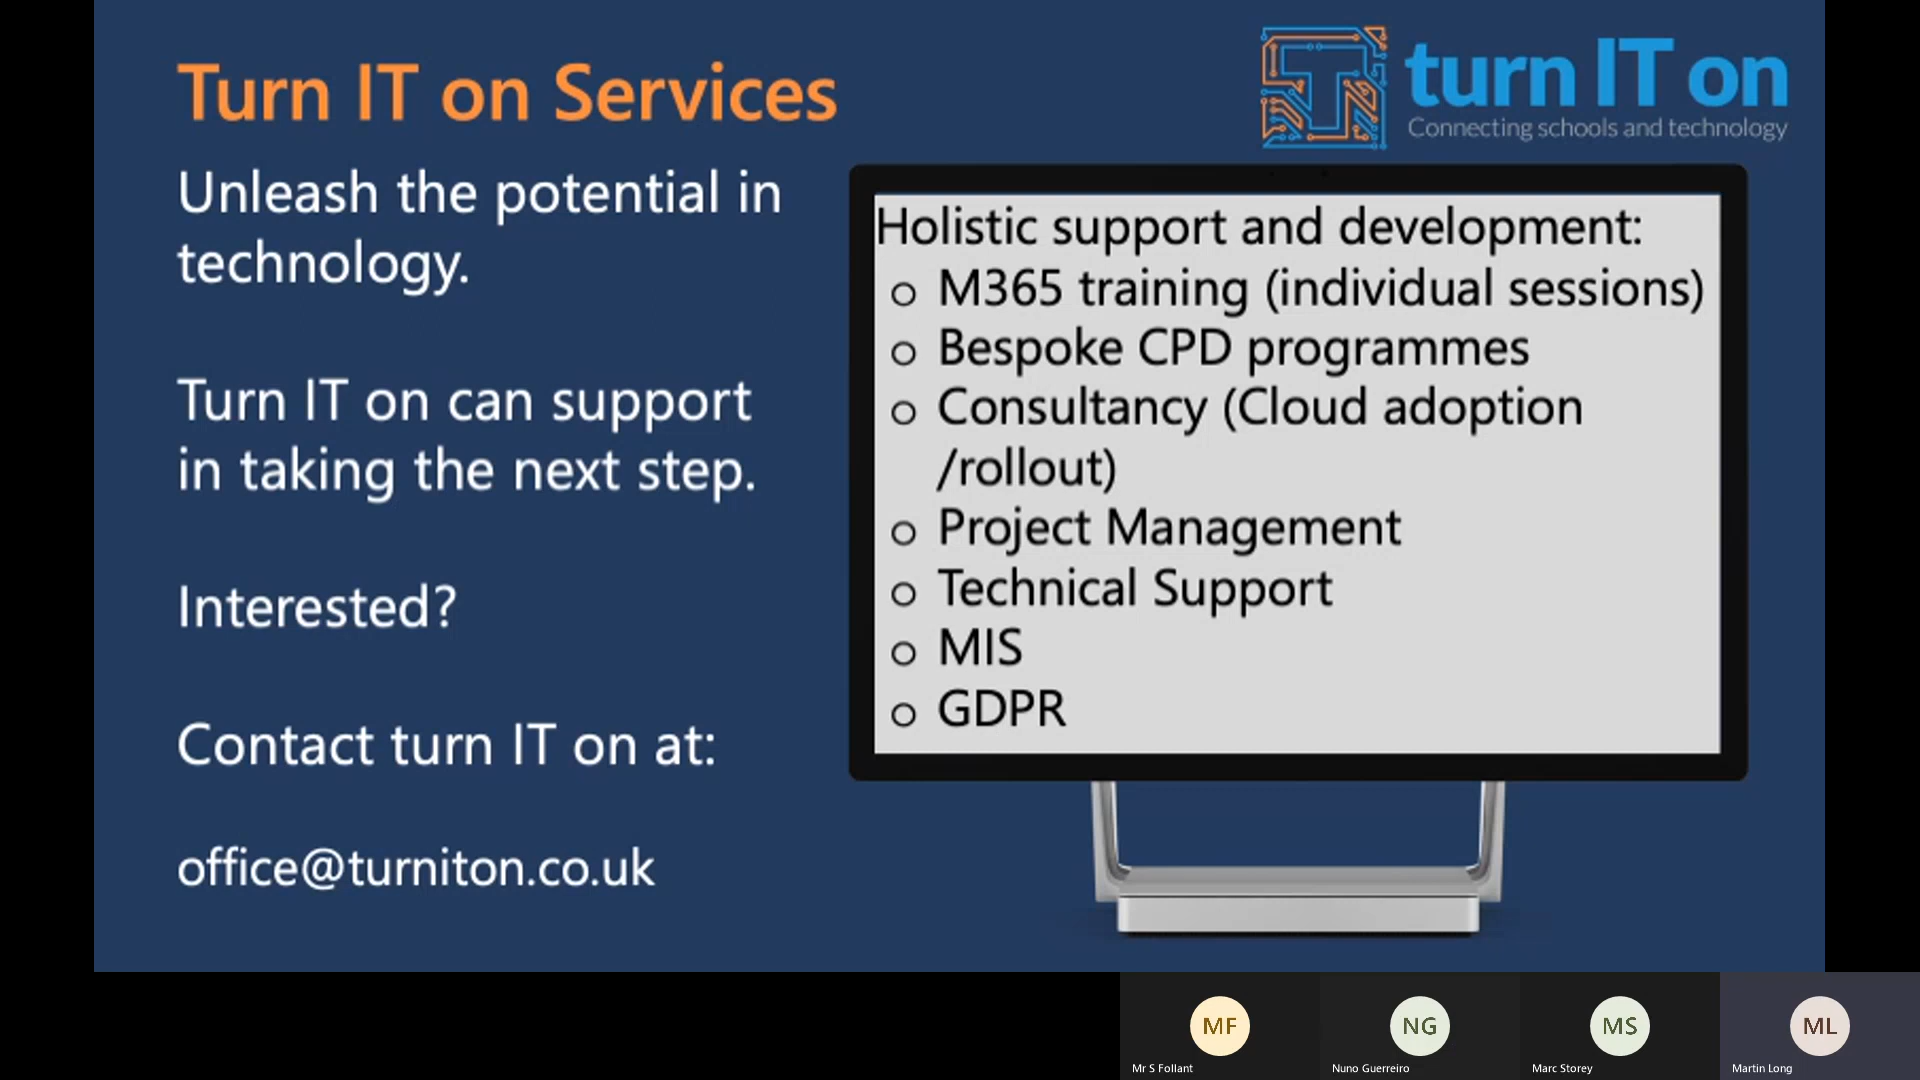 Turn IT on Services
turn IT on
Connecting schools and technology
Unleash the potential in
technology.
Turn IT on can support
in taking the next step.
Interested?
Contact turn IT on at:
office@turniton.co.uk
Holistic support and development:
o M365 training (individual sessions)
o Bespoke CPD programmes
o Consultancy (Cloud adoption
/rollout)
o Project Management
o Technical Support
o MIS
o GDPR
MF
Mr S Follant
NG
Nuno Guerreiro
MS
Marc Storey
ML
Martin Long